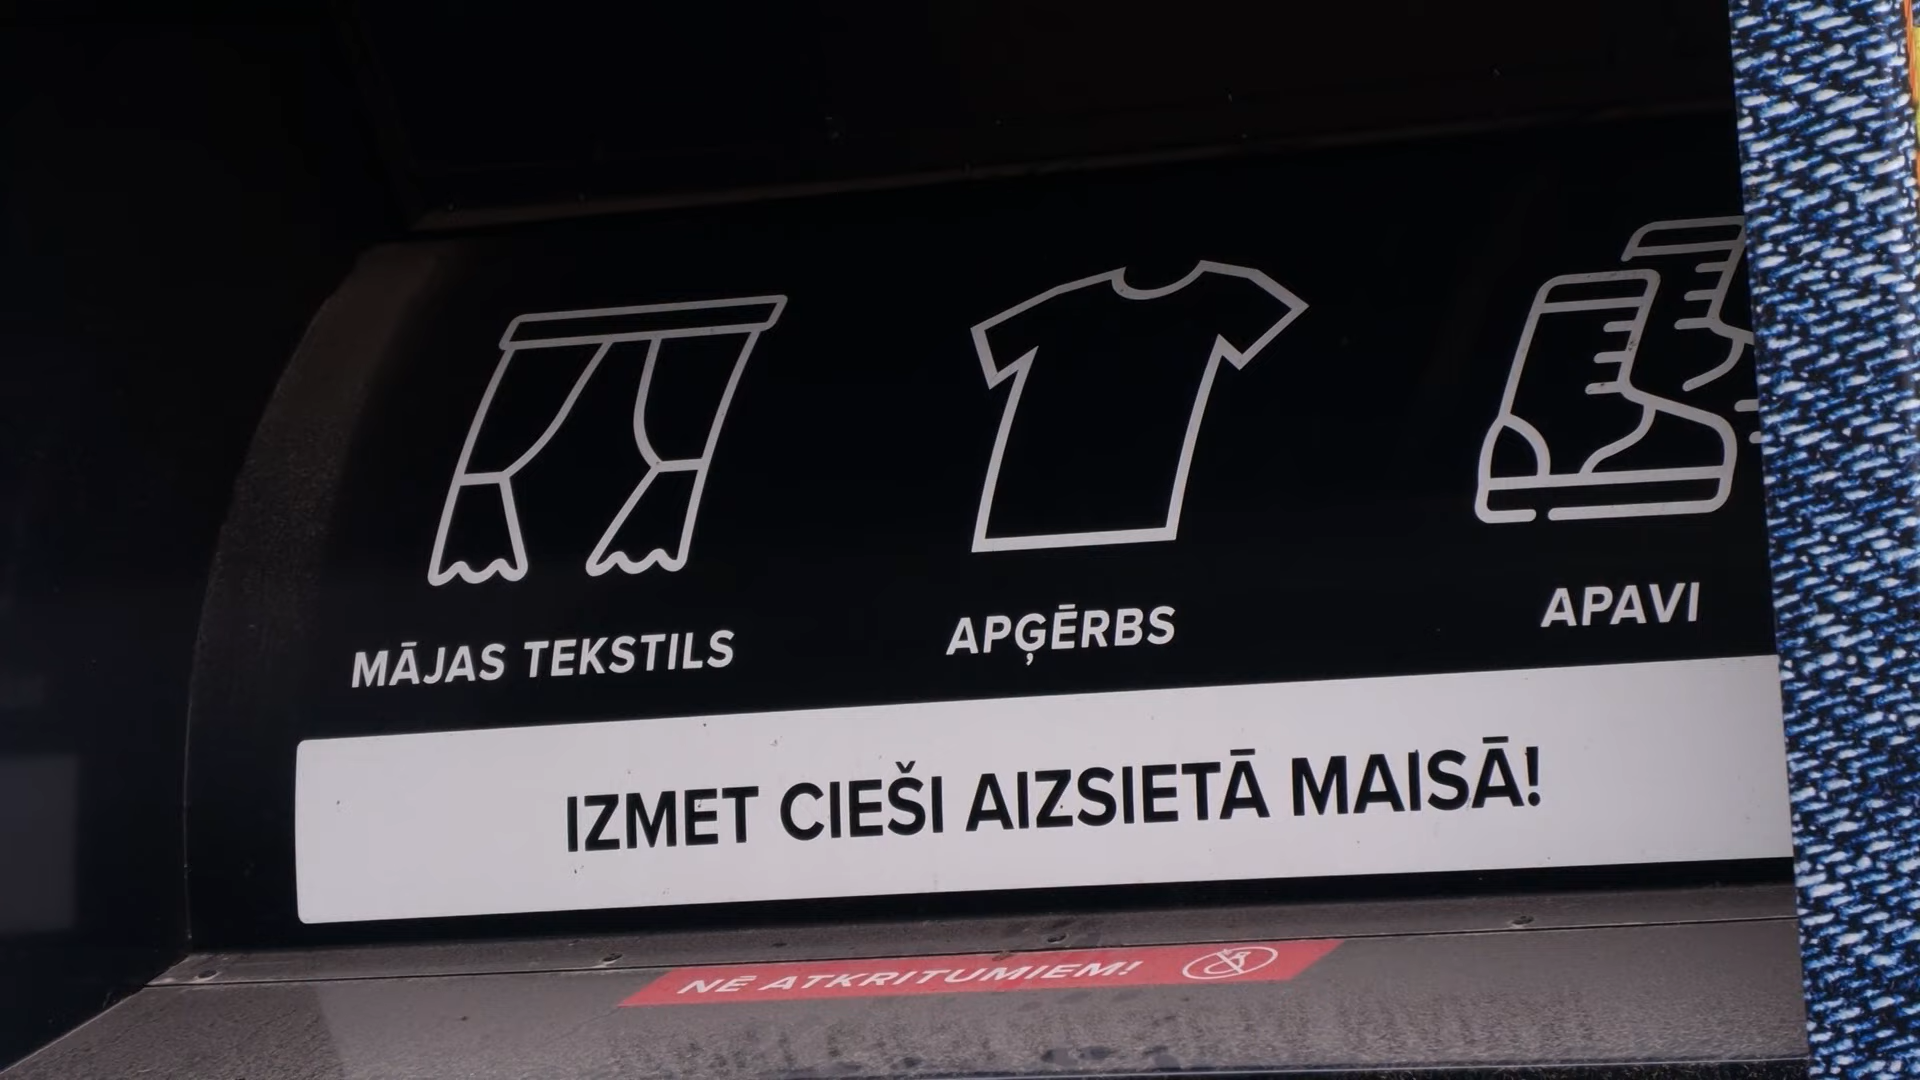 MĀJAS TEKSTILS
APĢĒRBS
APAVI
IZMET CIEŠI AIZSIETĀ MAISĀ!
NĒ ATKRITUMIEM!